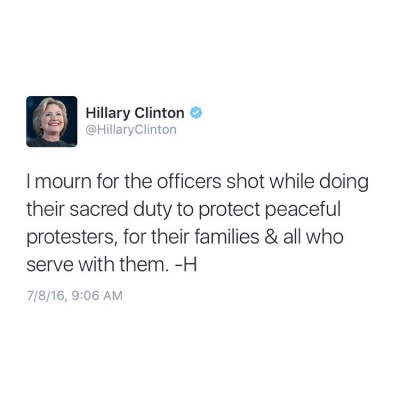 Hillary Clinton
@HillaryClinton
I mourn for the officers shot while doing
their sacred duty to protect peaceful
protesters, for their families & all who
serve with them. -H
7/8/16, 9:06 AM